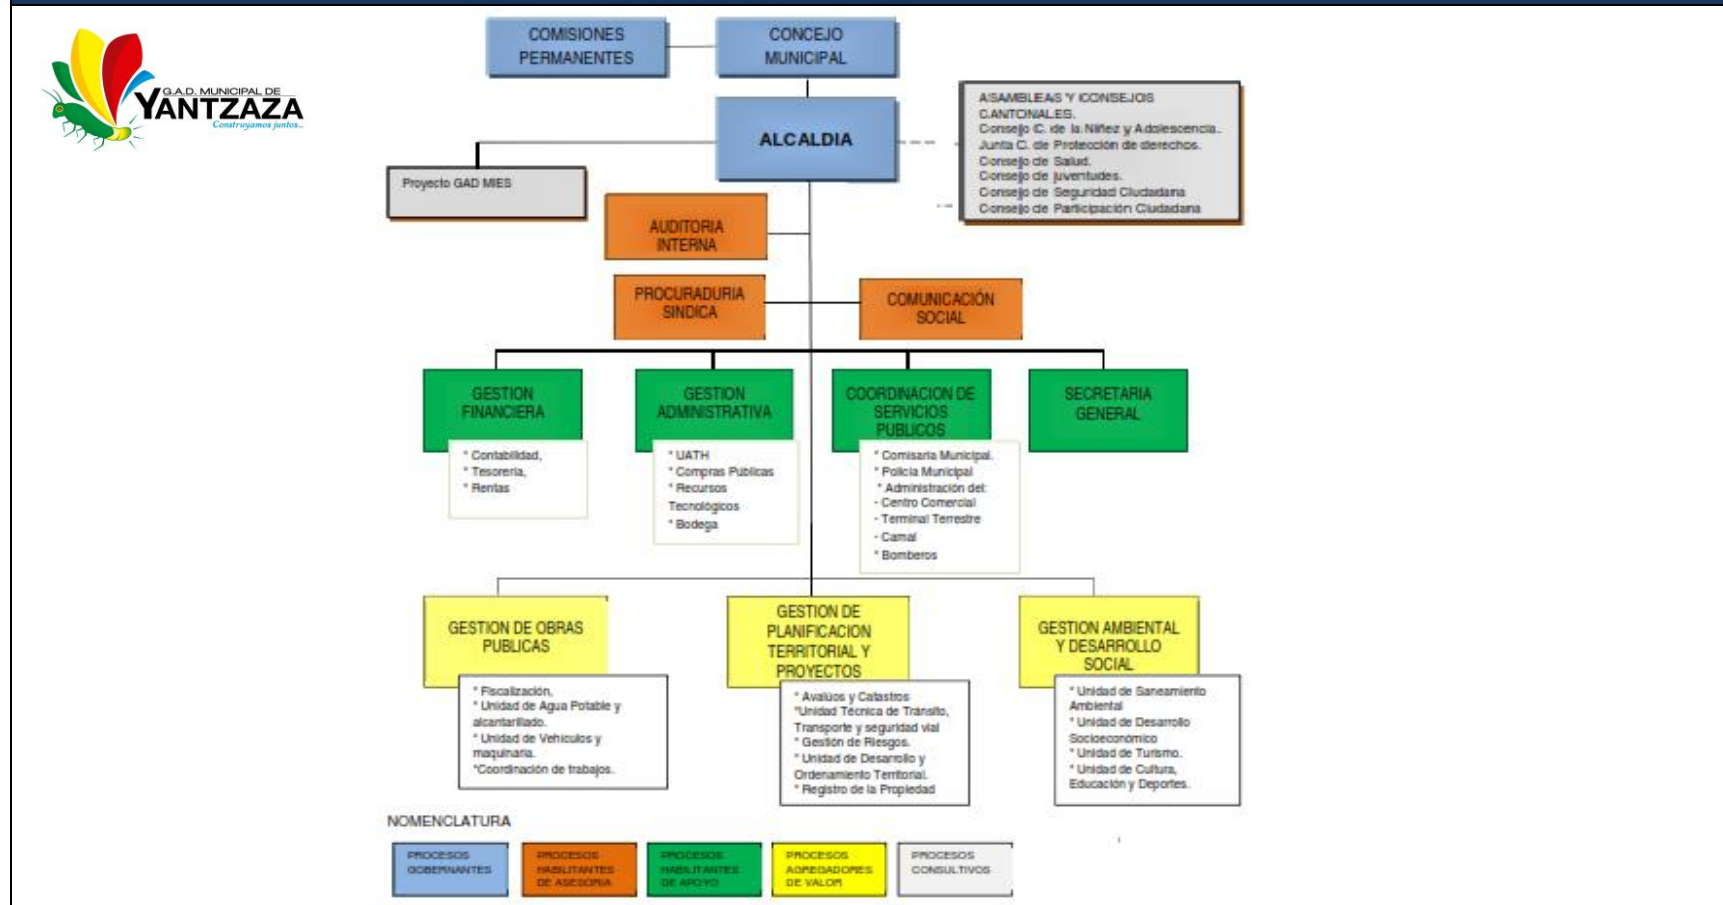 G.A.D. MUNICIPAL DE
YANTZAZA
Construyamos juntos...
COMISIONES
PERMANENTES
CONCEJO
MUNICIPAL
ALCALDIA
ASAMBLEAS Y CONSEJOS
CANTONALES.
Consejo C. de la Niñez y Adolescencia.
Junta C. de Protección de derechos.
Consejo de Salud.
Consejo de juventudes.
Consejo de Seguridad Ciudadana
Consejo de Participación Ciudadana
Proyecto GAD MIES
AUDITORIA
INTERNA
PROCURADURIA
SINDICA
COMUNICACIÓN
SOCIAL
GESTION
FINANCIERA
* Contabilidad,
* Tesorería,
* Rentas
GESTION
ADMINISTRATIVA
* UATH
* Compras Públicas
* Recursos
Tecnológicos
* Bodega
COORDINACION DE
SERVICIOS
PUBLICOS
* Comisaría Municipal.
* Policía Municipal
* Administración del:
- Centro Comercial
- Terminal Terrestre
- Camal
* Bomberos
SECRETARIA
GENERAL
GESTION DE OBRAS
PUBLICAS
* Fiscalización,
* Unidad de Agua Potable y
alcantarillado.
* Unidad de Vehículos y
maquinaria.
*Coordinación de trabajos.
GESTION DE
PLANIFICACION
TERRITORIAL Y
PROYECTOS
* Avalúos y Catastros
*Unidad Técnica de Tránsito,
Transporte y seguridad vial
* Gestión de Riesgos.
* Unidad de Desarrollo y
Ordenamiento Territorial.
* Registro de la Propiedad
GESTION AMBIENTAL
Y DESARROLLO
SOCIAL
* Unidad de Saneamiento
Ambiental
* Unidad de Desarrollo
Socioeconómico
* Unidad de Turismo.
* Unidad de Cultura,
Educación y Deportes.
NOMENCLATURA
PROCESOS
GOBERNANTES
PROCESOS
HABILITANTES
DE ASESORIA
PROCESOS
HABILITANTES
DE APOYO
PROCESOS
AGREGADORES
DE VALOR
PROCESOS
CONSULTIVOS